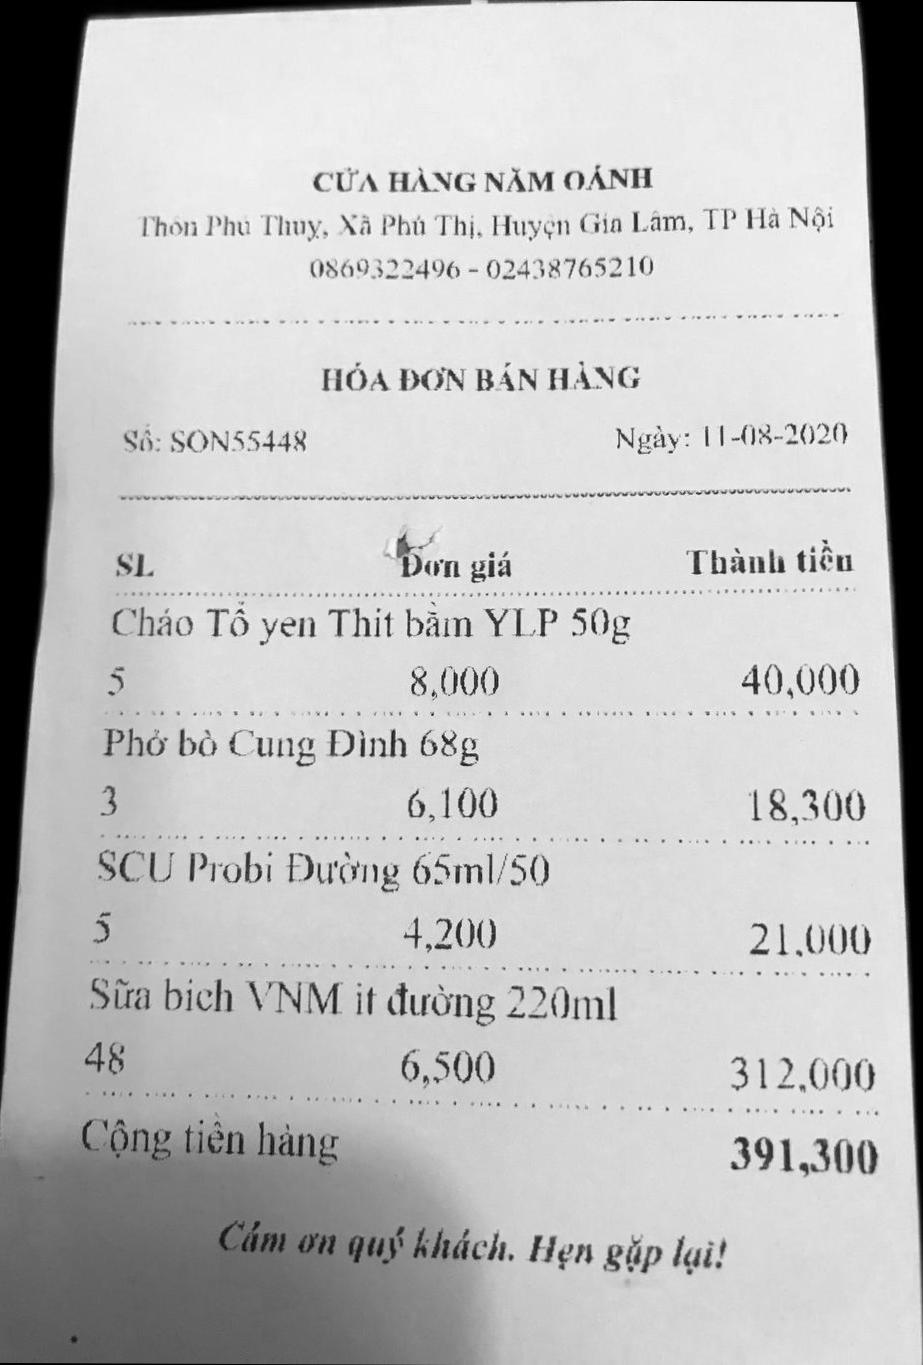 CỬA HÀNG NĂM OÁNH
Thôn Phú Thụy, Xã Phú Thị, Huyện Gia Lâm, TP Hà Nội
0869322496 - 02438765210
HÓA ĐƠN BÁN HÀNG
Số: SON55448 Ngày: 11-08-2020
SL Đơn giá Thành tiền
Cháo Tổ yen Thit bằm YLP 50g
5 8,000 40,000
Phở bò Cung Đình 68g
3 6,100 18,300
SCU Probi Đường 65ml/50
5 4,200 21,000
Sữa bich VNM it đường 220ml
48 6,500 312,000
Cộng tiền hàng 391,300
Cám ơn quý khách. Hẹn gặp lại!